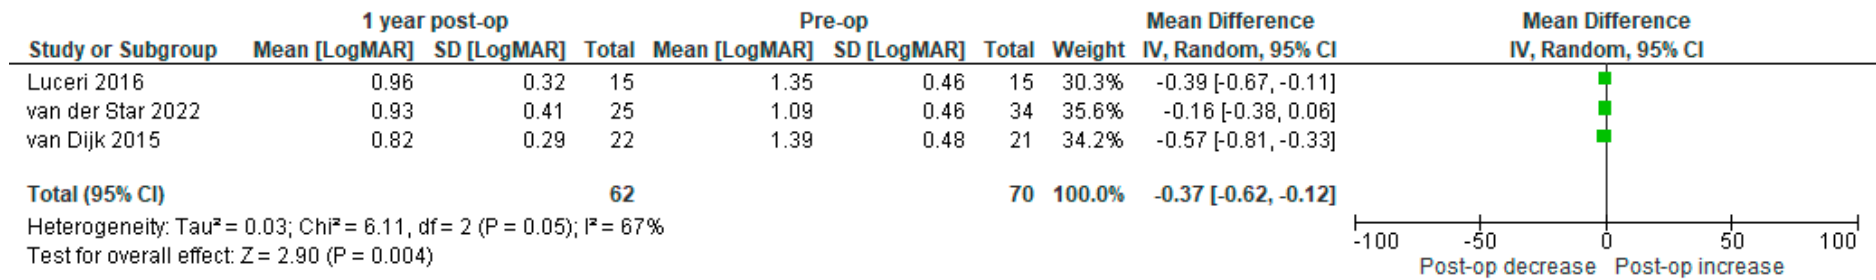 1 year post-op Pre-op Mean Difference Mean Difference
Study or Subgroup Mean [LogMAR] SD [LogMAR] Total Mean [LogMAR] SD [LogMAR] Total Weight IV, Random, 95% CI IV, Random, 95% CI
Luceri 2016 0.96 0.32 15 1.35 0.46 15 30.3% -0.39 [-0.67, -0.11]
van der Star 2022 0.93 0.41 25 1.09 0.46 34 35.6% -0.16 [-0.38, 0.06]
van Dijk 2015 0.82 0.29 22 1.39 0.48 21 34.2% -0.57 [-0.81, -0.33]
Total (95% CI) 62 70 100.0% -0.37 [-0.62, -0.12]
Heterogeneity: Tau² = 0.03; Chi² = 6.11, df = 2 (P = 0.05); I² = 67%
Test for overall effect: Z = 2.90 (P = 0.004)
-100 -50 0 50 100
Post-op decrease Post-op increase